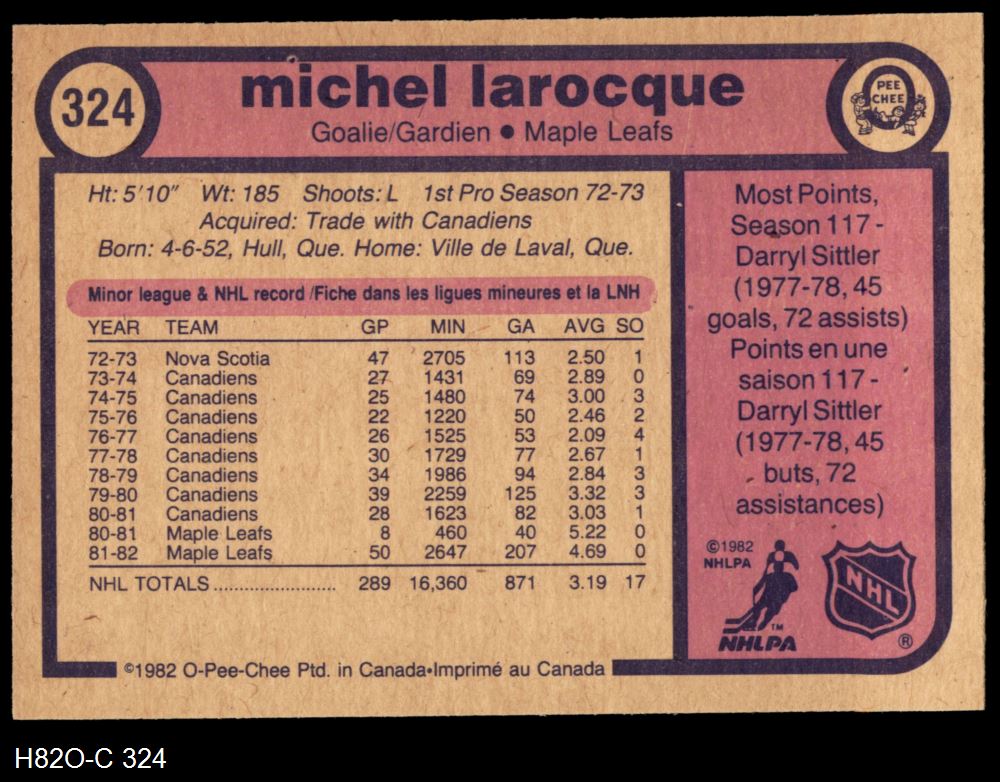 324
michel larocque
Goalie/Gardien ● Maple Leafs
O PEE CHEE
Ht: 5'10" Wt: 185 Shoots: L 1st Pro Season 72-73
Acquired: Trade with Canadiens
Born: 4-6-52, Hull, Que. Home: Ville de Laval, Que.
Minor league & NHL record /Fiche dans les ligues mineures et la LNH
YEAR TEAM GP MIN GA AVG SO
72-73 Nova Scotia 47 2705 113 2.50 1
73-74 Canadiens 27 1431 69 2.89 0
74-75 Canadiens 25 1480 74 3.00 3
75-76 Canadiens 22 1220 50 2.46 2
76-77 Canadiens 26 1525 53 2.09 4
77-78 Canadiens 30 1729 77 2.67 1
78-79 Canadiens 34 1986 94 2.84 3
79-80 Canadiens 39 2259 125 3.32 3
80-81 Canadiens 28 1623 82 3.03 1
80-81 Maple Leafs 8 460 40 5.22 0
81-82 Maple Leafs 50 2647 207 4.69 0
NHL TOTALS ........................ 289 16,360 871 3.19 17
©1982 O-Pee-Chee Ptd. in Canada•Imprimé au Canada
Most Points,
Season 117 -
Darryl Sittler
(1977-78, 45
goals, 72 assists)
Points en une
saison 117 -
Darryl Sittler
(1977-78, 45
buts, 72
assistances)
©1982
NHLPA
TM
NHLPA
NHL
®
H82O-C 324